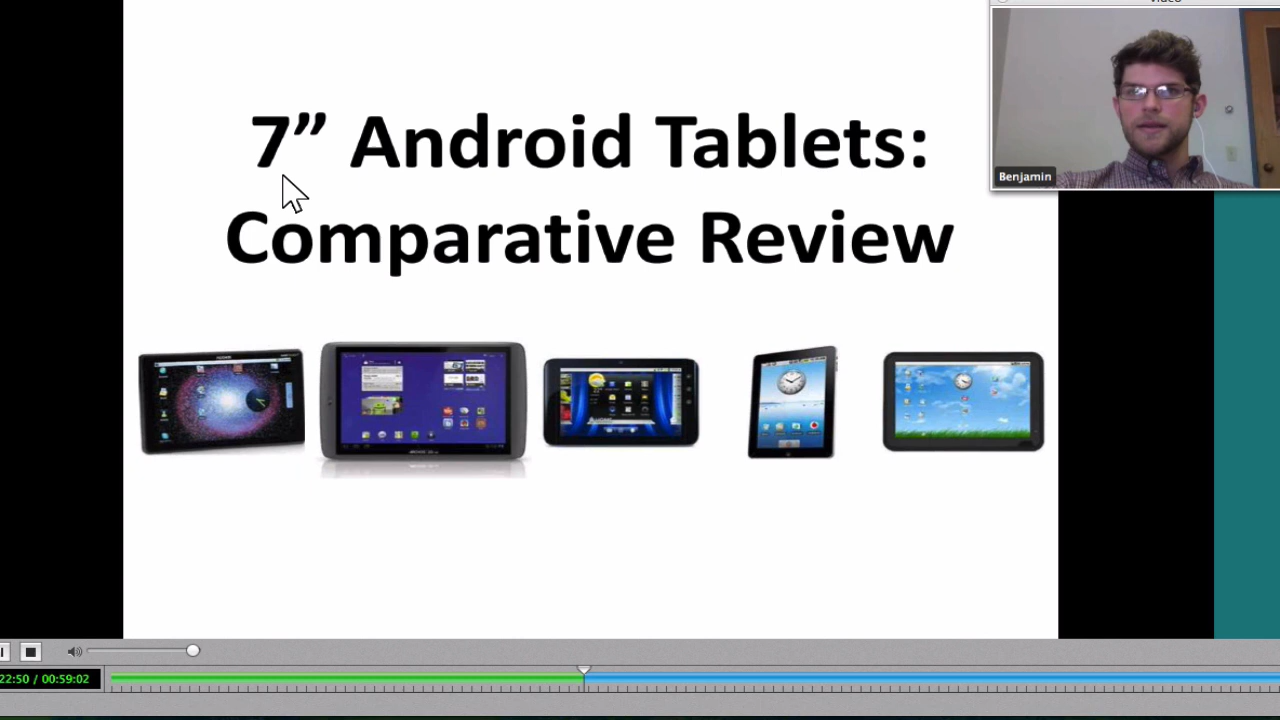 7” Android Tablets:
Comparative Review
Benjamin
22:50 / 00:59:02